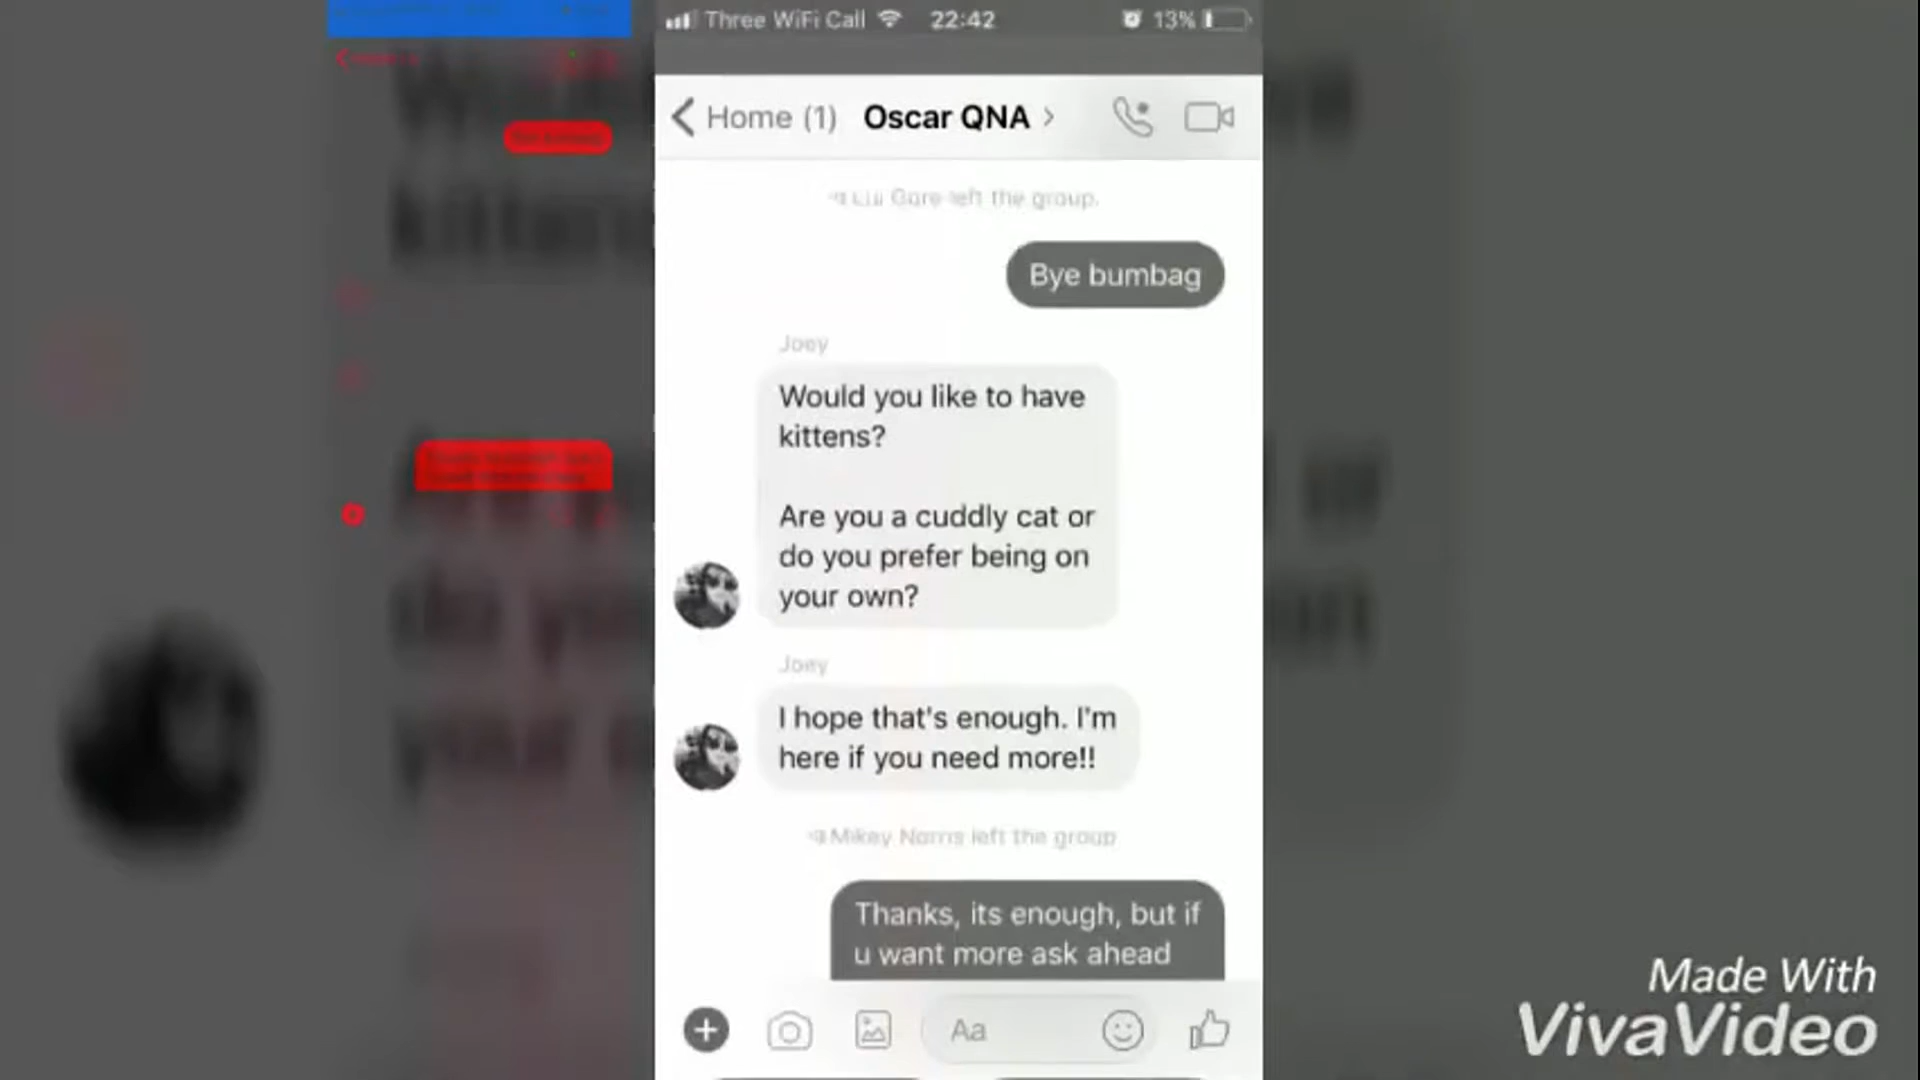 Three WiFi Call 22:42 13%
Home (1) Oscar QNA
Gore left the group.
Bye bumbag
Joey
Would you like to have
kittens?
Are you a cuddly cat or
do you prefer being on
your own?
Joey
I hope that's enough. I'm
here if you need more!!
Mikey Norris left the group
Thanks, its enough, but if
u want more ask ahead
Aa
Made With
VivaVideo